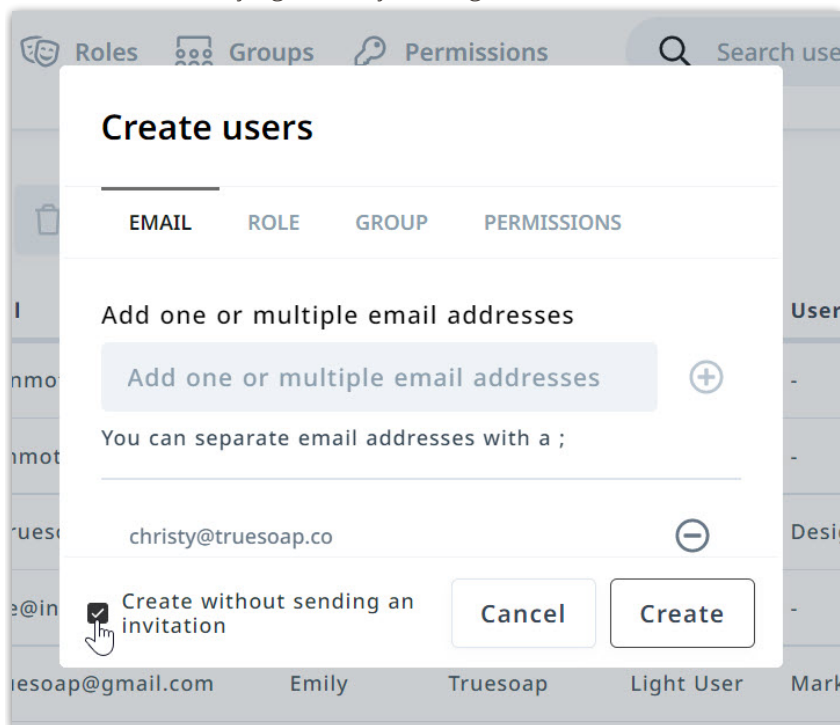 Roles Groups Permissions Search use
Create users
EMAIL ROLE GROUP PERMISSIONS
User
Add one or multiple email addresses
Add one or multiple email addresses
-
You can separate email addresses with a ;
-
christy@truesoap.co
Desi
Create without sending an
invitation
Cancel Create
e@in
-
esoap@gmail.com Emily Truesoap Light User Mark